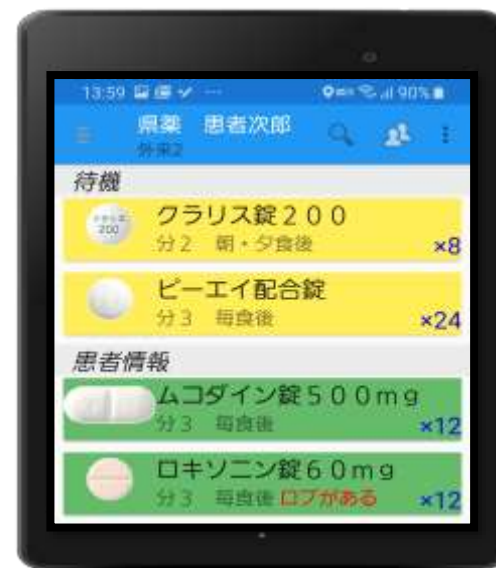 13:59 ... 90%
県薬 患者次郎
外来2
待機
クラリス錠200
分2 朝・夕食後
×8
ピーエイ配合錠
分3 毎食後
×24
患者情報
ムコダイン錠500mg
分3 毎食後
×12
ロキソニン錠60mg
分3 毎食後 ロブがある
×12